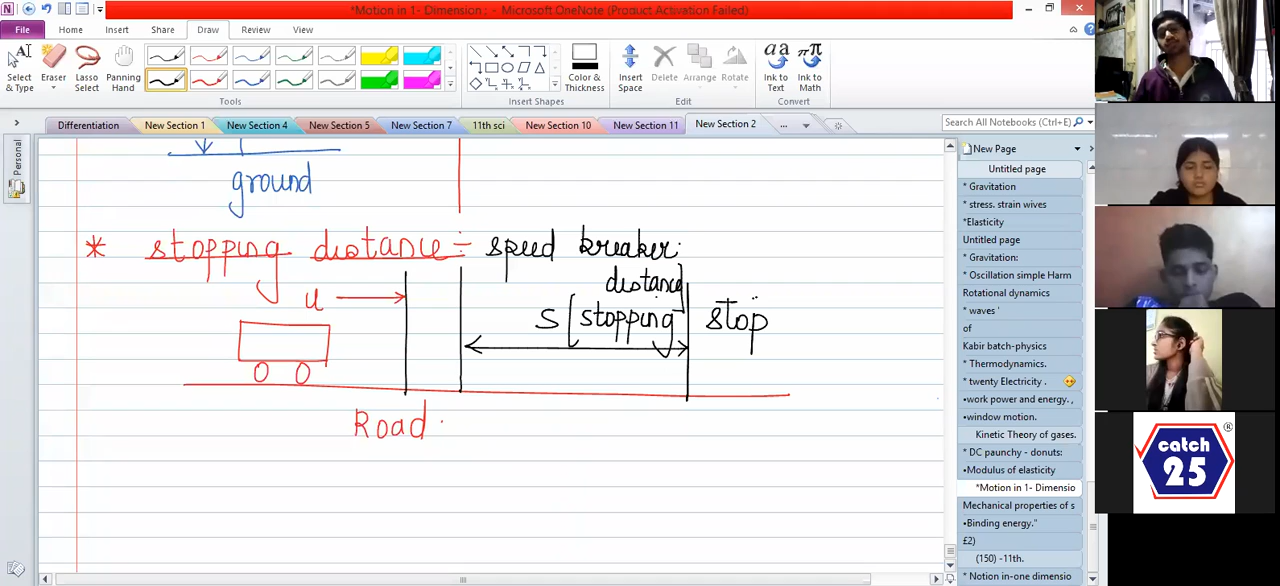 *Motion in 1- Dimension : - Microsoft OneNote (Product Activation Failed)
File Home Insert Share Draw Review View
Select & Type
Eraser
Lasso Select
Panning Hand
Color & Thickness
Insert Space
Delete
Arrange
Rotate
Ink to Text
Ink to Math
Tools
Insert Shapes
Edit
Convert
Differentiation New Section 1 New Section 4 New Section 5 New Section 7 11th sci New Section 10 New Section 11 New Section 2 ...
Search All Notebooks (Ctrl+E)
Personal
ground
* stopping distance :- speed breaker.
distance]
u
S [stopping
stop
Road .
New Page
Untitled page
* Gravitation
* stress. strain wives
*Elasticity
Untitled page
* Gravitation:
* Oscillation simple Harm
Rotational dynamics
* waves '
of
Kabir batch-physics
* Thermodynamics.
* twenty Electricity .
•work power and energy. ,
•window motion.
Kinetic Theory of gases.
* DC paunchy - donuts:
•Modulus of elasticity
*Motion in 1- Dimensio
Mechanical properties of s
•Binding energy."
£2)
(150) -11th.
* Notion in-one dimensio
catch
25
®